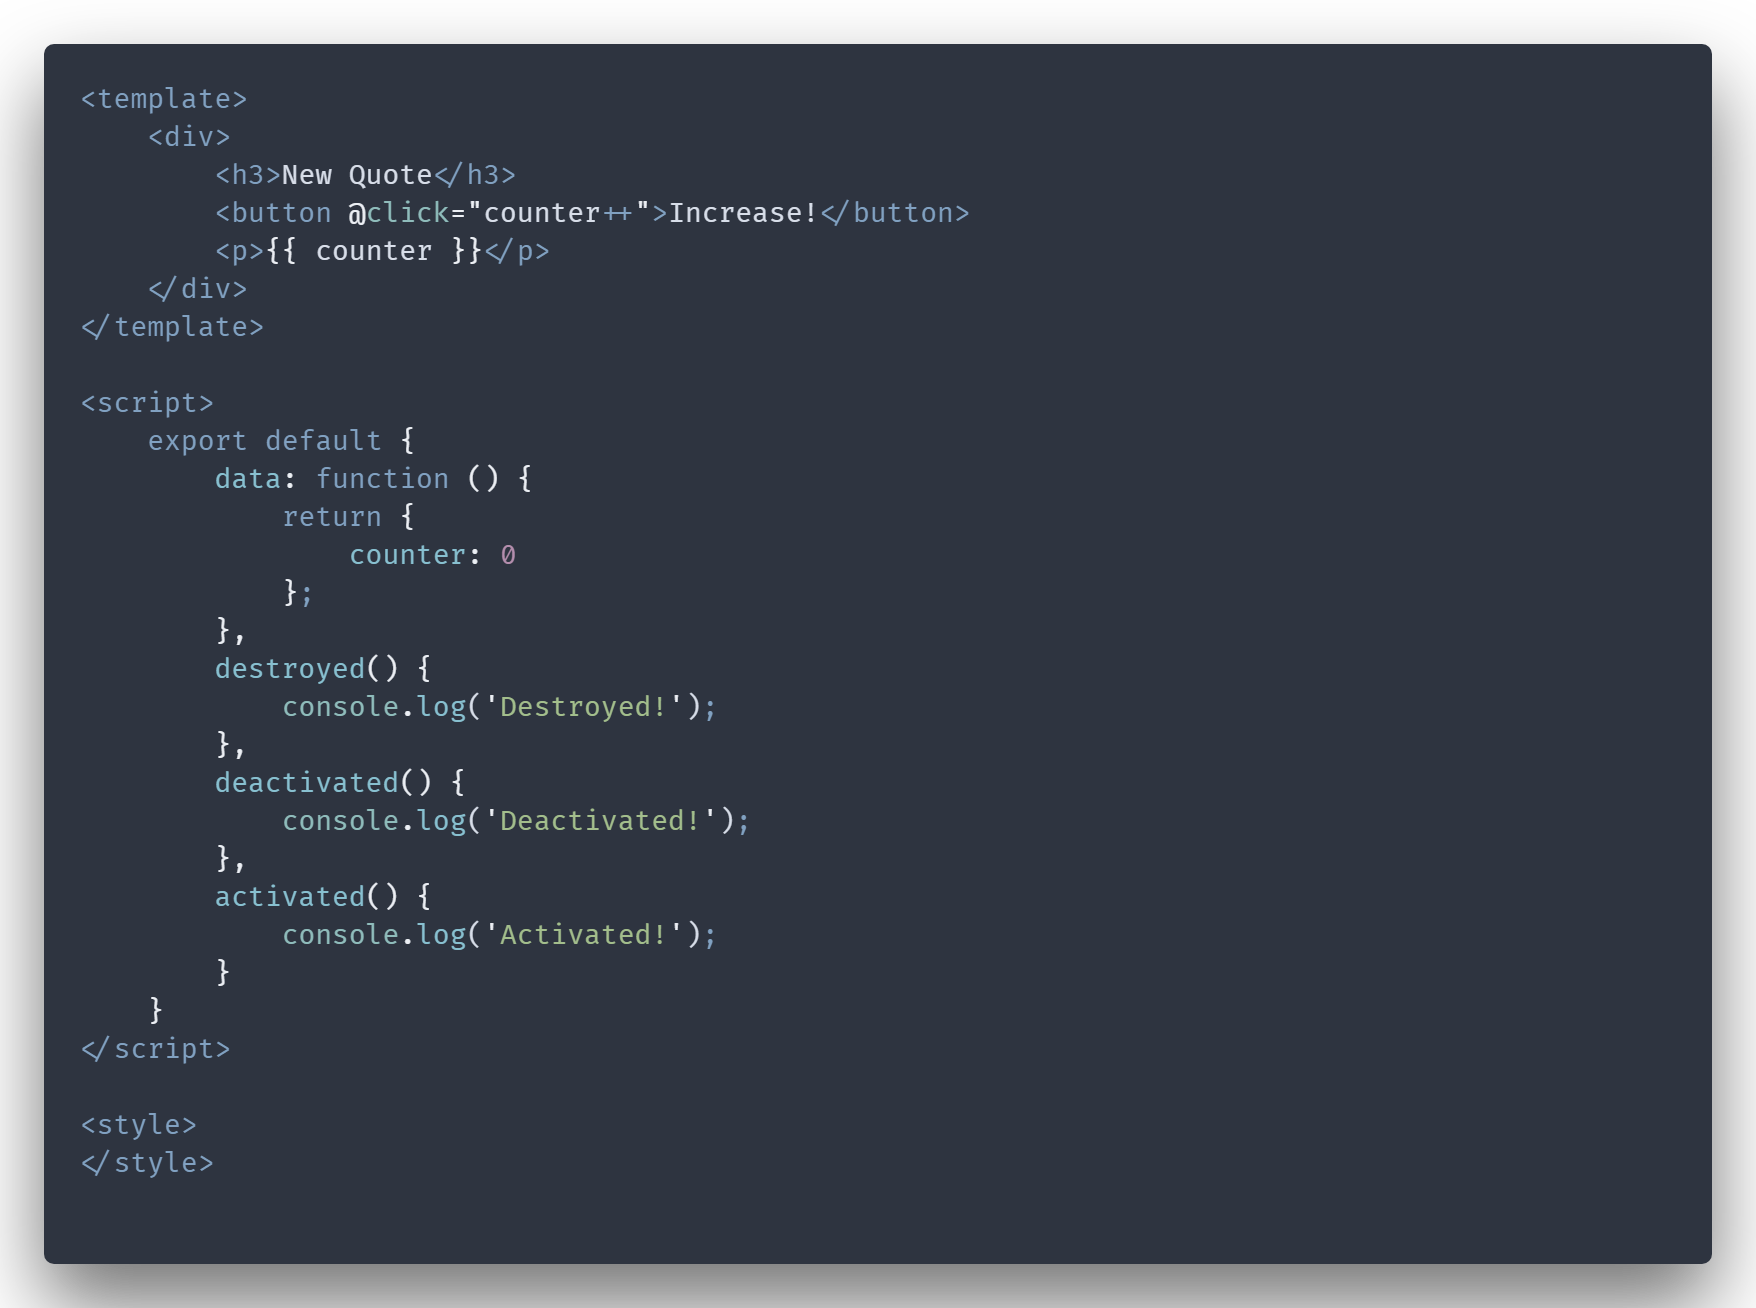 <template>
    <div>
        <h3>New Quote</h3>
        <button @click="counter++">Increase!</button>
        <p>{{ counter }}</p>
    </div>
</template>

<script>
    export default {
        data: function () {
            return {
                counter: 0
            };
        },
        destroyed() {
            console.log('Destroyed!');
        },
        deactivated() {
            console.log('Deactivated!');
        },
        activated() {
            console.log('Activated!');
        }
    }
</script>

<style>
</style>